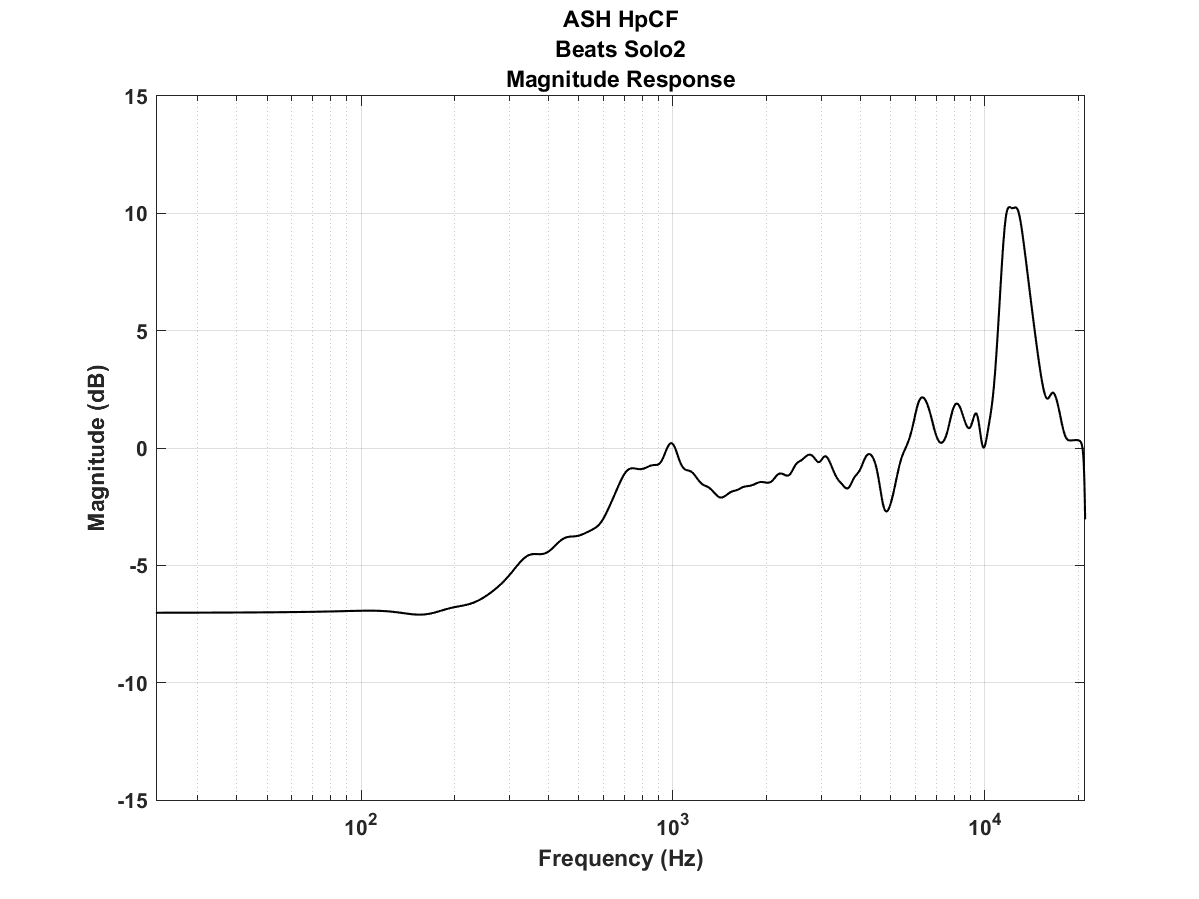 ASH HpCF
Beats Solo2
Magnitude Response
15
10
5
0
-5
-10
-15
Magnitude (dB)
10² 10³ 10⁴
Frequency (Hz)